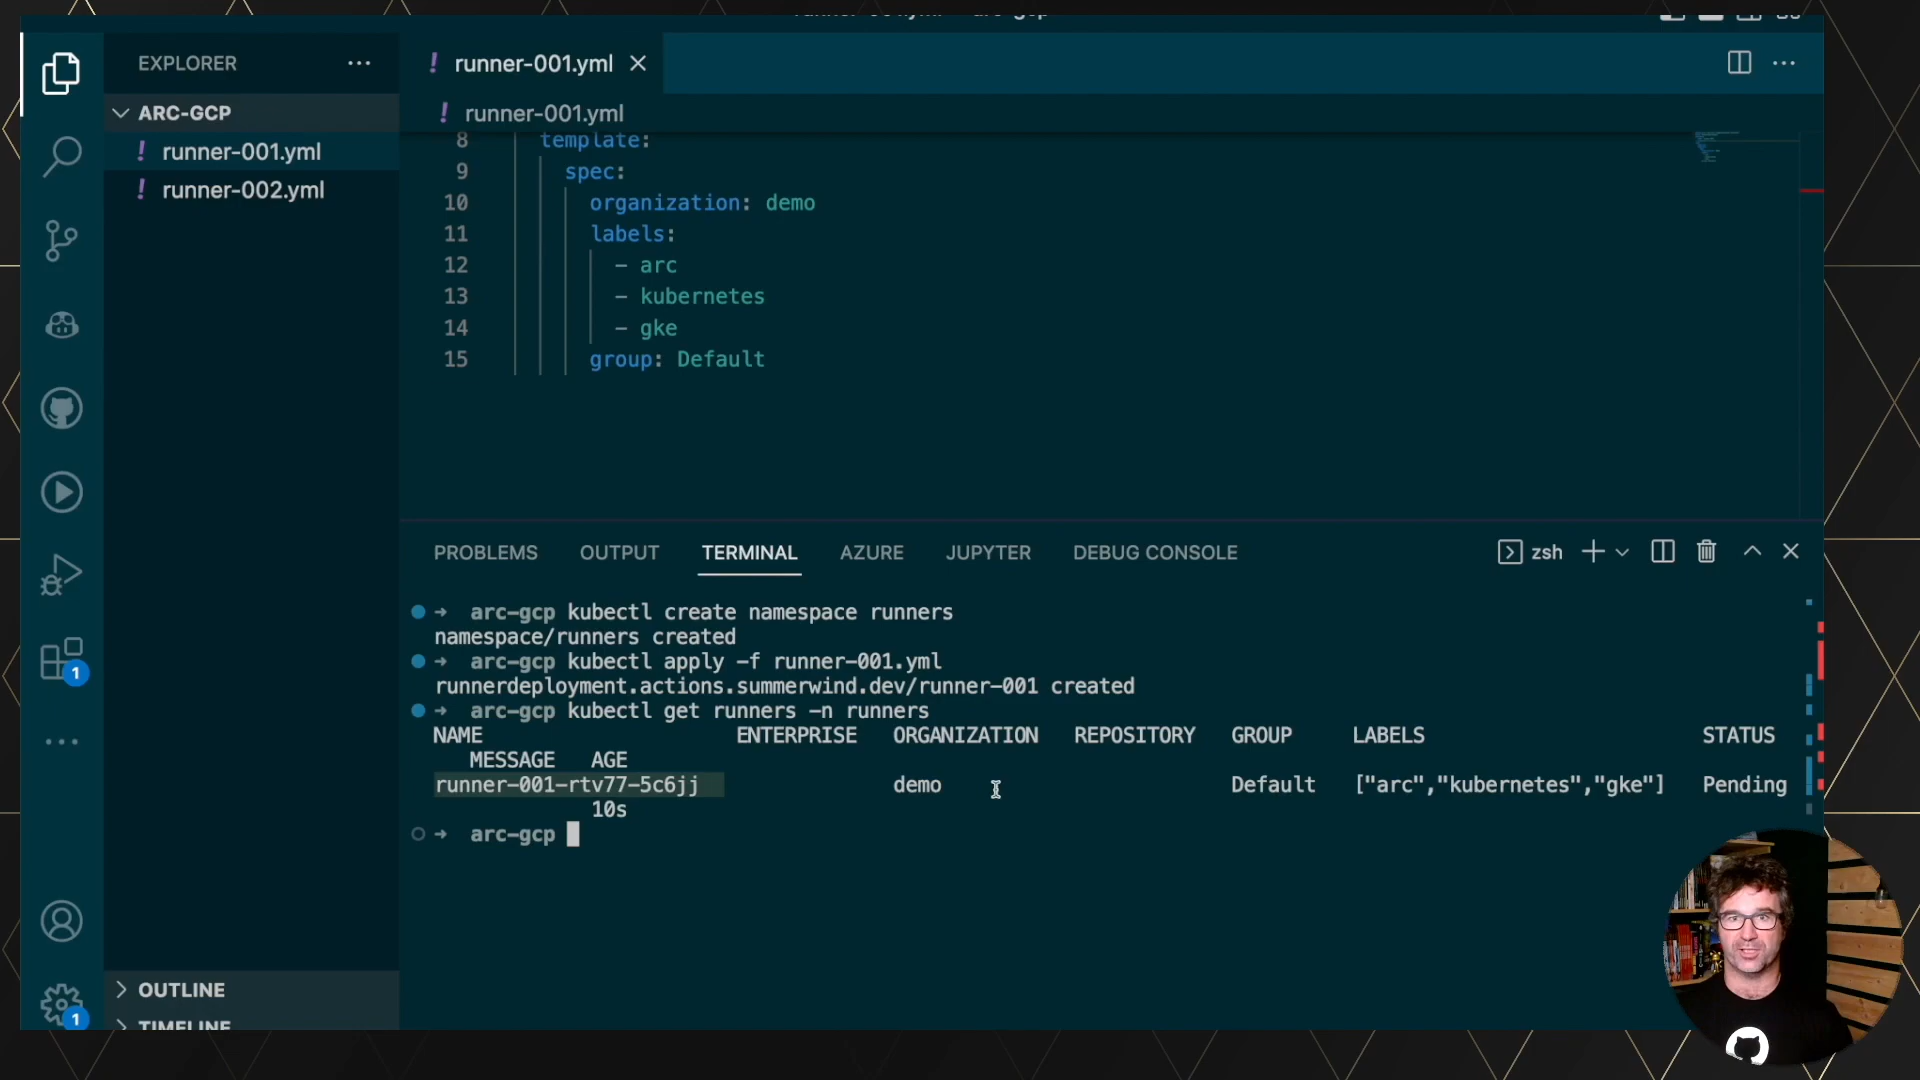 EXPLORER
ARC-GCP
runner-001.yml
runner-002.yml
OUTLINE
TIMELINE
1
1
runner-001.yml
runner-001.yml
8 template:
9 spec:
10 organization: demo
11 labels:
12 - arc
13 - kubernetes
14 - gke
15 group: Default
PROBLEMS OUTPUT TERMINAL AZURE JUPYTER DEBUG CONSOLE zsh
→ arc-gcp kubectl create namespace runners
namespace/runners created
→ arc-gcp kubectl apply -f runner-001.yml
runnerdeployment.actions.summerwind.dev/runner-001 created
→ arc-gcp kubectl get runners -n runners
NAME ENTERPRISE ORGANIZATION REPOSITORY GROUP LABELS STATUS
MESSAGE AGE
runner-001-rtv77-5c6jj demo Default ["arc","kubernetes","gke"] Pending
10s
→ arc-gcp